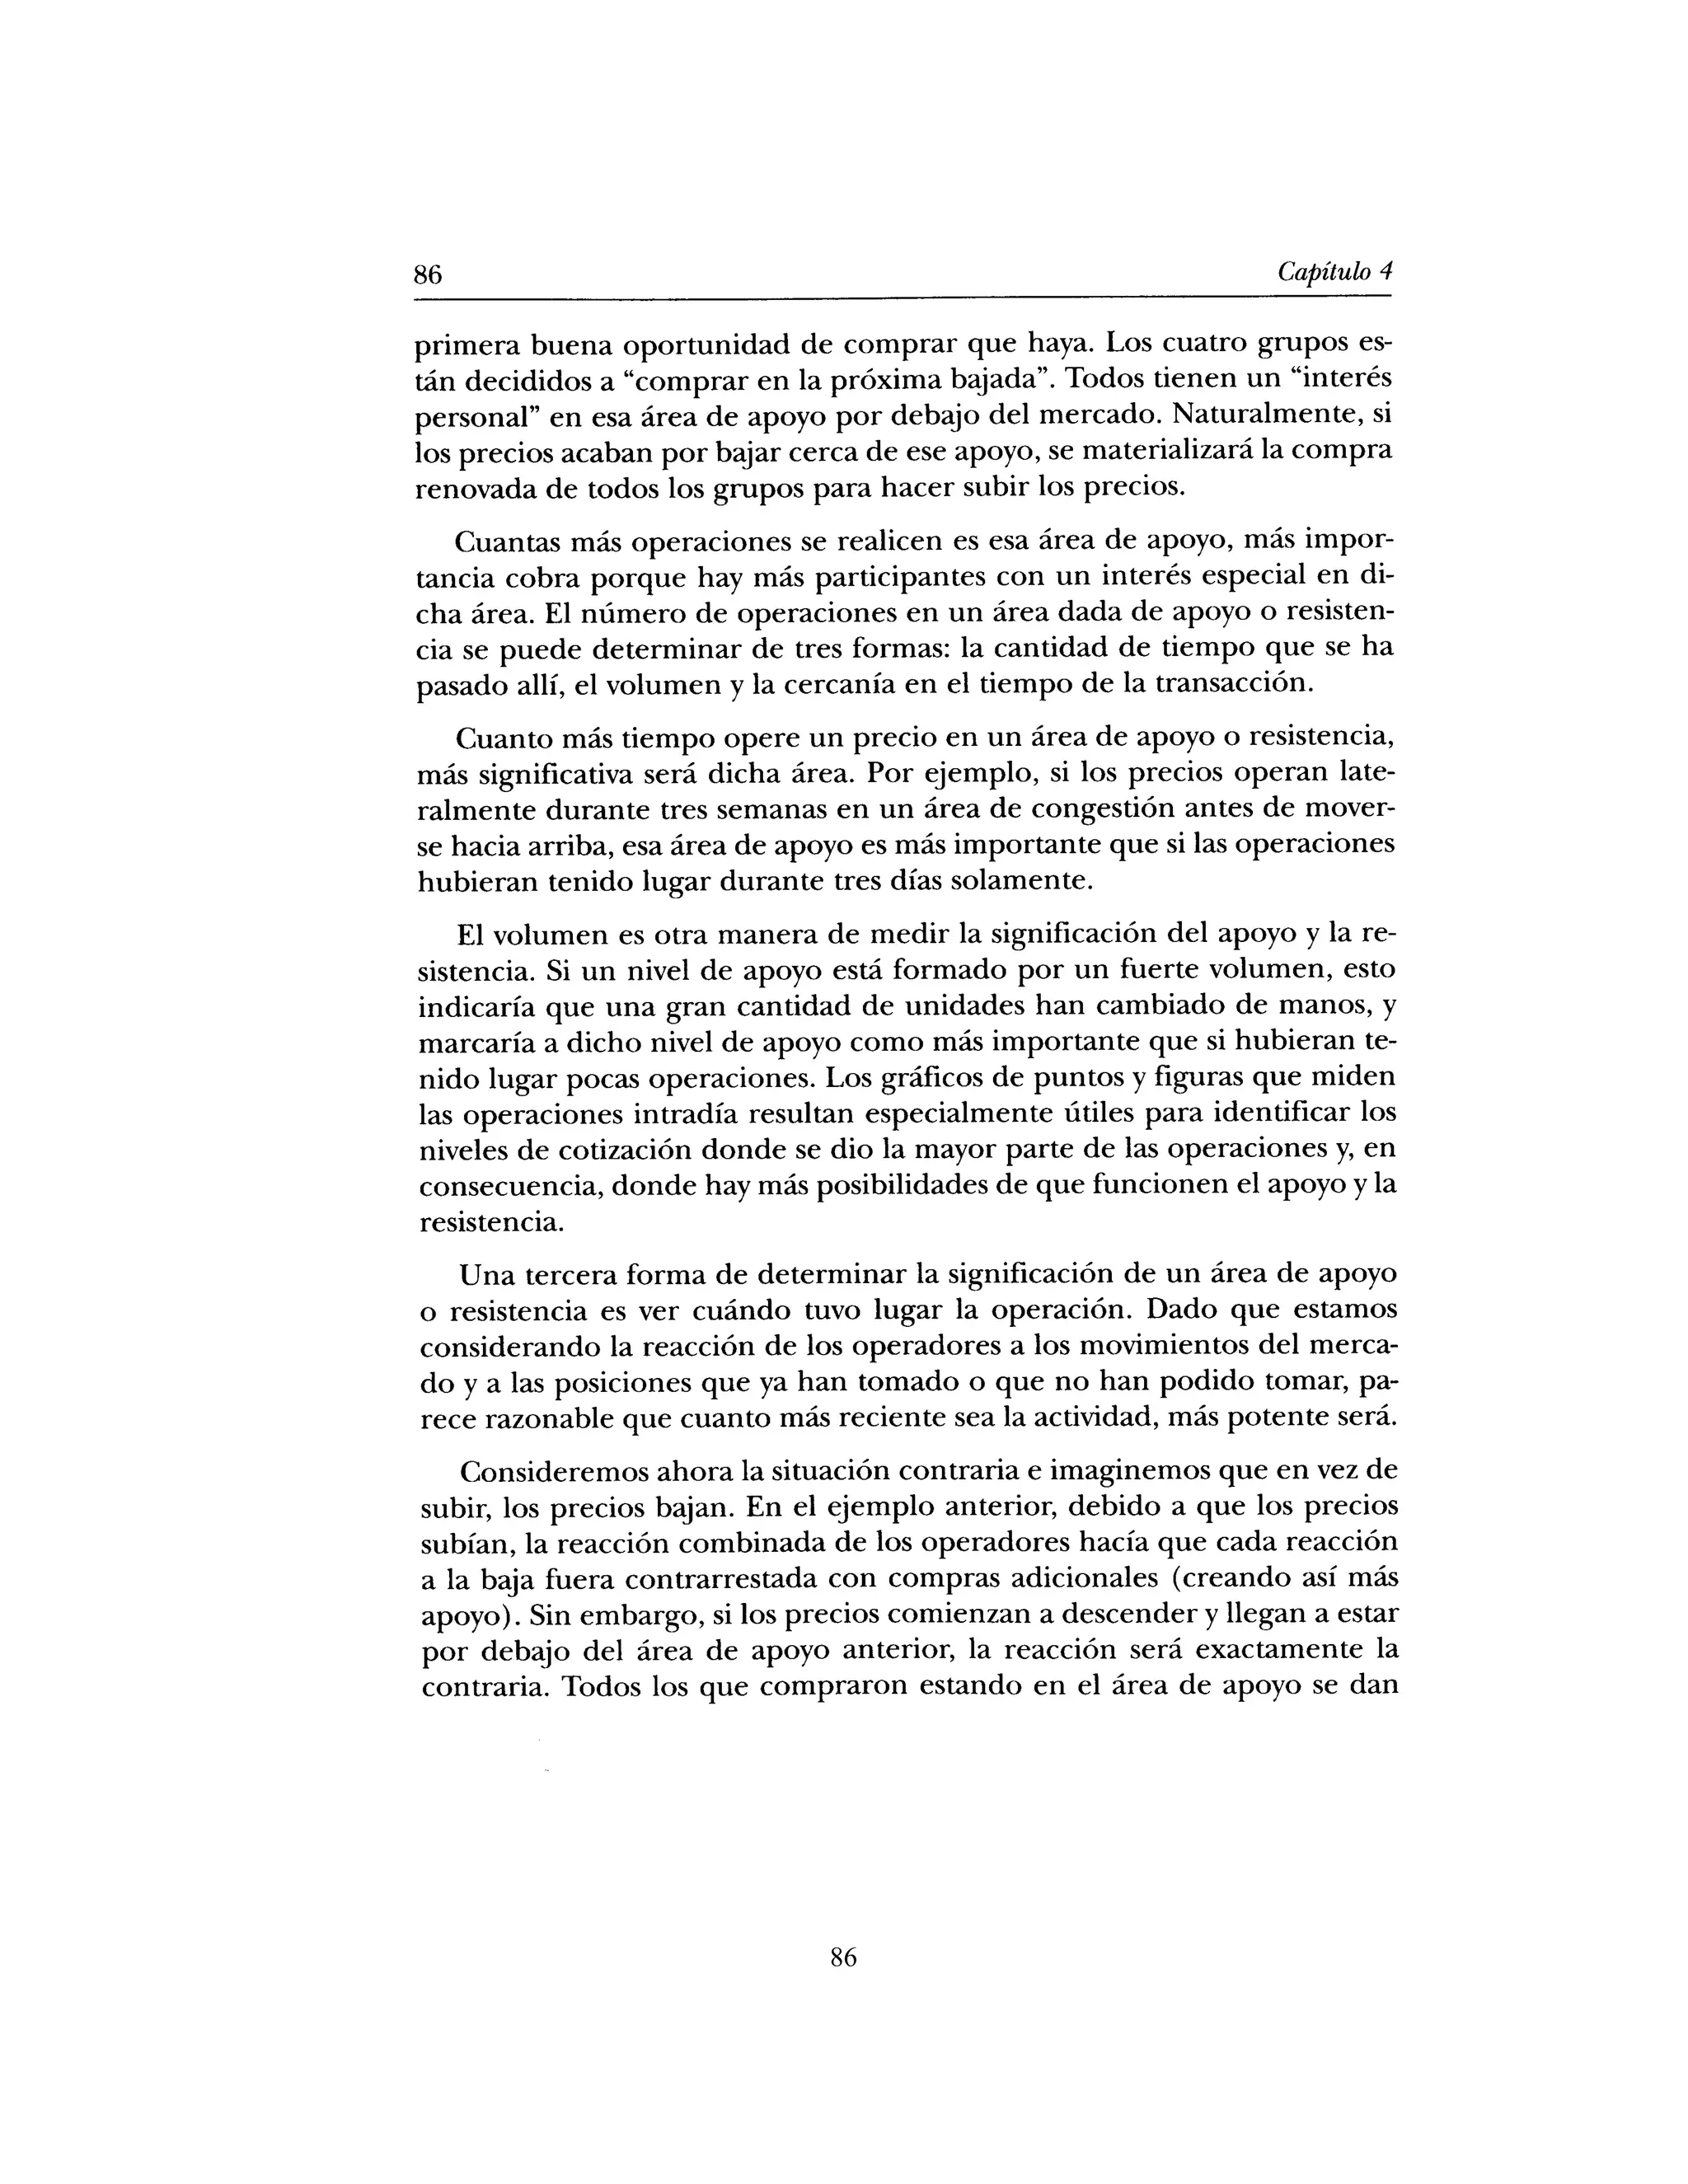 86 Capítulo 4
primera buena oportunidad de comprar que haya. Los cuatro grupos es-
tán decididos a “comprar en la próxima bajada”. Todos tienen un “interés
personal” en esa área de apoyo por debajo del mercado. Naturalmente, si
los precios acaban por bajar cerca de ese apoyo, se materializará la compra
renovada de todos los grupos para hacer subir los precios.
Cuantas más operaciones se realicen es esa área de apoyo, más impor-
tancia cobra porque hay más participantes con un interés especial en di-
cha área. El número de operaciones en un área dada de apoyo o resisten-
cia se puede determinar de tres formas: la cantidad de tiempo que se ha
pasado allí, el volumen y la cercanía en el tiempo de la transacción.
Cuanto más tiempo opere un precio en un área de apoyo o resistencia,
más significativa será dicha área. Por ejemplo, si los precios operan late-
ralmente durante tres semanas en un área de congestión antes de mover-
se hacia arriba, esa área de apoyo es más importante que si las operaciones
hubieran tenido lugar durante tres días solamente.
El volumen es otra manera de medir la significación del apoyo y la re-
sistencia. Si un nivel de apoyo está formado por un fuerte volumen, esto
indicaría que una gran cantidad de unidades han cambiado de manos, y
marcaría a dicho nivel de apoyo como más importante que si hubieran te-
nido lugar pocas operaciones. Los gráficos de puntos y figuras que miden
las operaciones intradía resultan especialmente útiles para identificar los
niveles de cotización donde se dio la mayor parte de las operaciones y, en
consecuencia, donde hay más posibilidades de que funcionen el apoyo y la
resistencia.
Una tercera forma de determinar la significación de un área de apoyo
o resistencia es ver cuándo tuvo lugar la operación. Dado que estamos
considerando la reacción de los operadores a los movimientos del merca-
do y a las posiciones que ya han tomado o que no han podido tomar, pa-
rece razonable que cuanto más reciente sea la actividad, más potente será.
Consideremos ahora la situación contraria e imaginemos que en vez de
subir, los precios bajan. En el ejemplo anterior, debido a que los precios
subían, la reacción combinada de los operadores hacía que cada reacción
a la baja fuera contrarrestada con compras adicionales (creando así más
apoyo). Sin embargo, si los precios comienzan a descender y llegan a estar
por debajo del área de apoyo anterior, la reacción será exactamente la
contraria. Todos los que compraron estando en el área de apoyo se dan
86